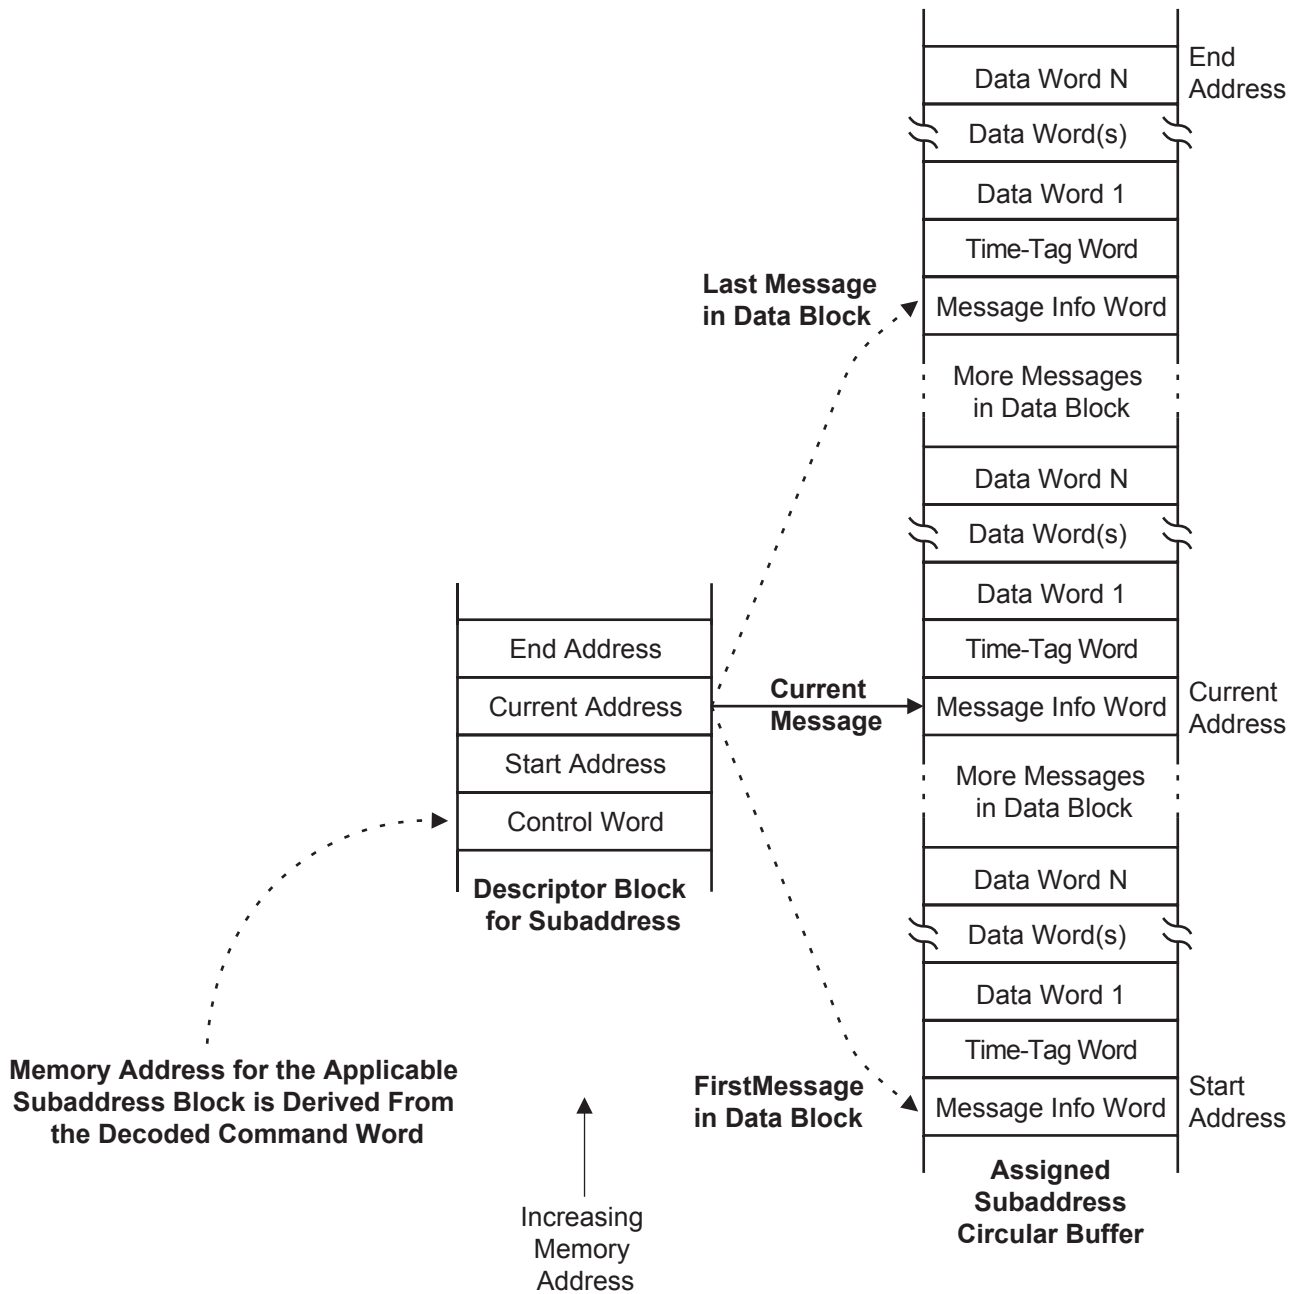 End
Address
Data Word N
Data Word(s)
Data Word 1
Time-Tag Word
Last Message
in Data Block
Message Info Word
More Messages
in Data Block
Data Word N
Data Word(s)
Data Word 1
Time-Tag Word
End Address
Current Address
Start Address
Control Word
Descriptor Block
for Subaddress
Current
Message
Message Info Word
Current
Address
More Messages
in Data Block
Data Word N
Data Word(s)
Data Word 1
Time-Tag Word
Memory Address for the Applicable
Subaddress Block is Derived From
the Decoded Command Word
FirstMessage
in Data Block
Message Info Word
Start
Address
Assigned
Subaddress
Circular Buffer
Increasing
Memory
Address